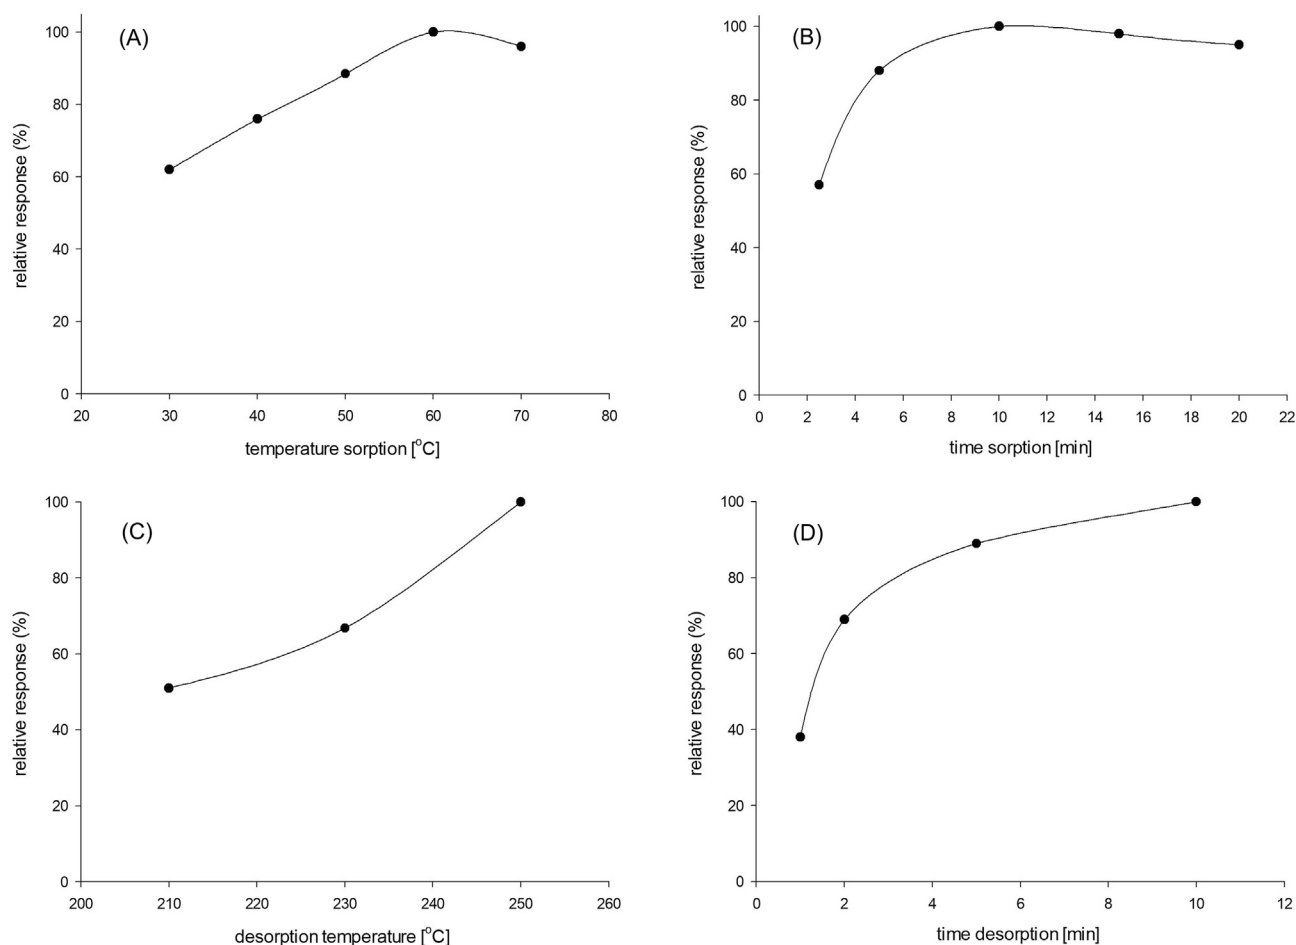 (A)
relative response (%)
100
80
60
40
20
0
20 30 40 50 60 70 80
temperature sorption [°C]
(B)
relative response (%)
100
80
60
40
20
0
0 2 4 6 8 10 12 14 16 18 20 22
time sorption [min]
(C)
relative response (%)
100
80
60
40
20
0
200 210 220 230 240 250 260
desorption temperature [°C]
(D)
relative response (%)
100
80
60
40
20
0
0 2 4 6 8 10 12
time desorption [min]